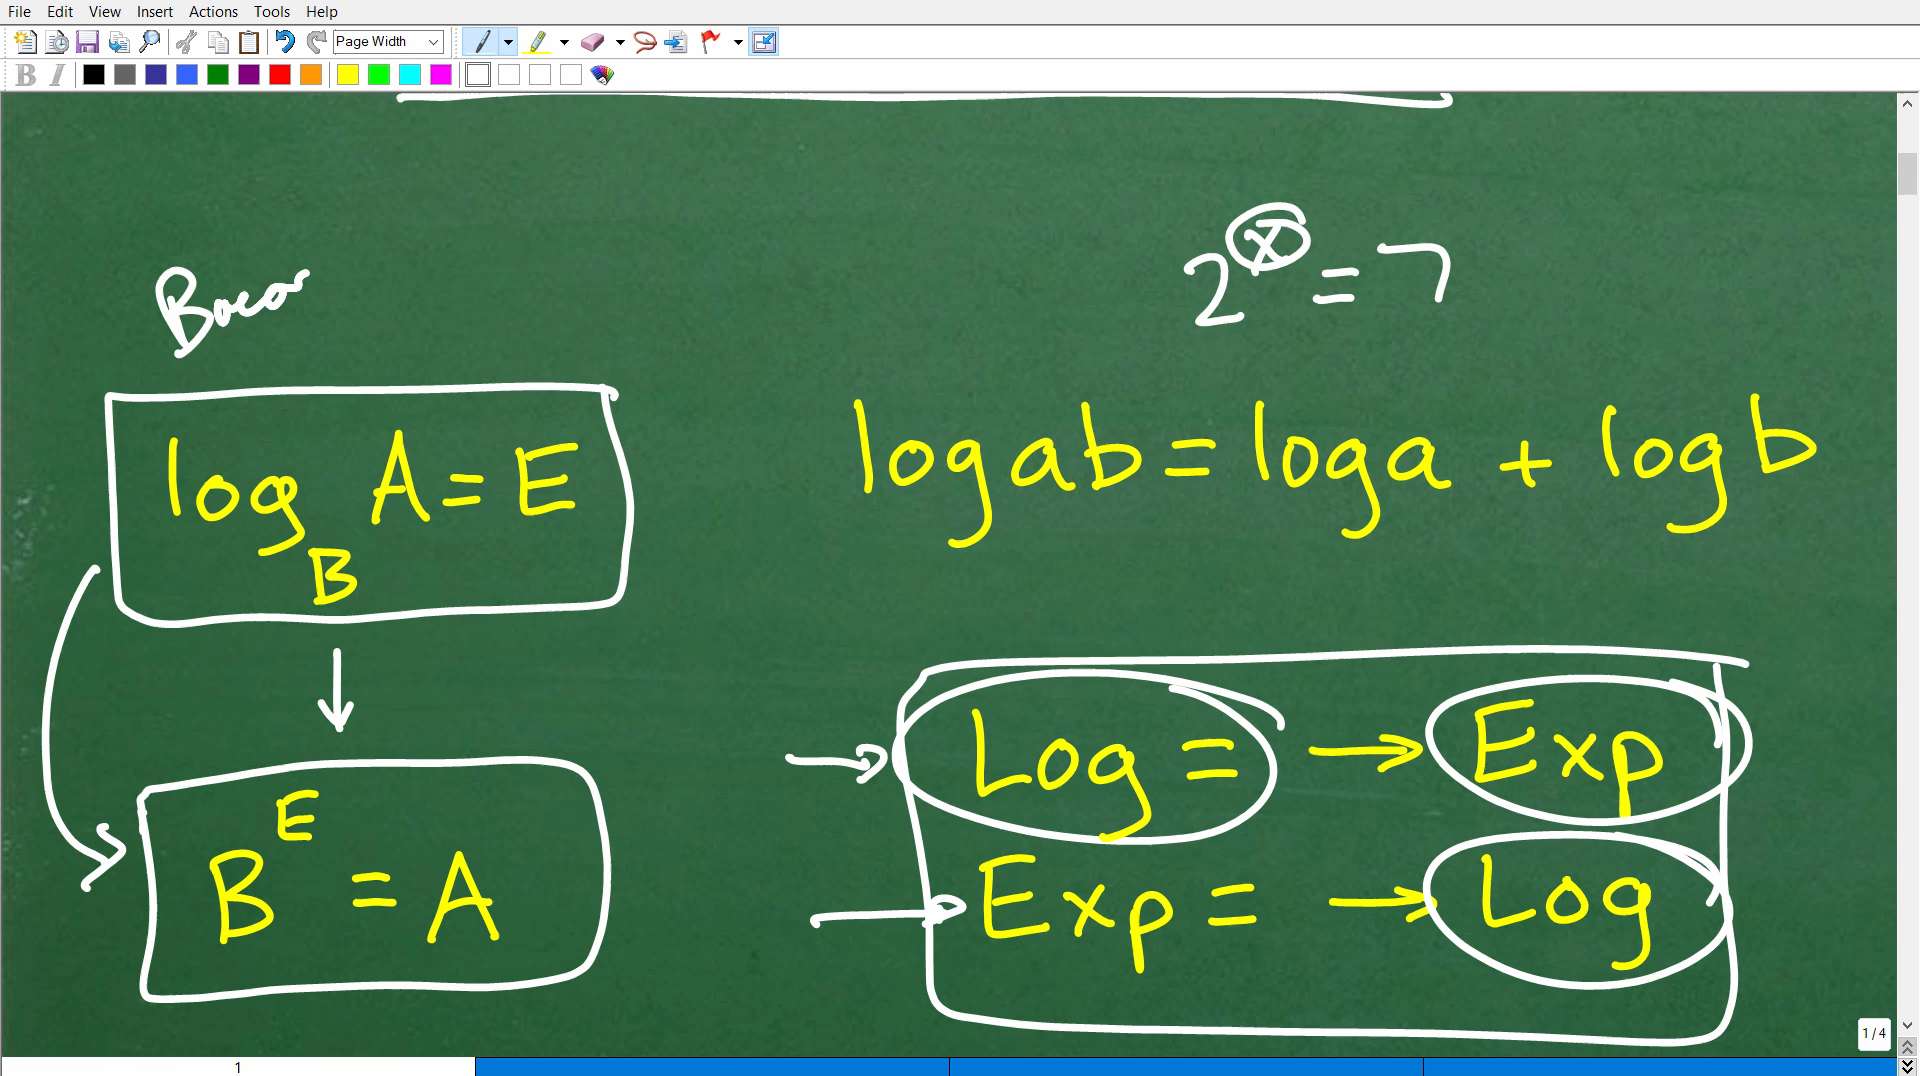 File Edit View Insert Actions Tools Help
Page Width
B I
2^x = 7
log_B A = E
log ab = log a + log b
Log = → Exp
B^E = A
Exp = → Log
1 / 4
1